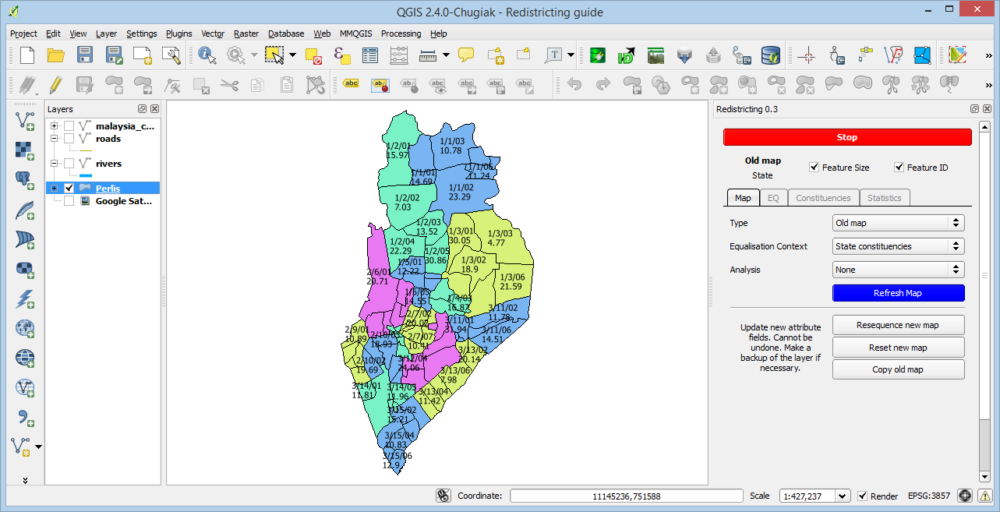 QGIS 2.4.0-Chugiak - Redistricting guide
Project Edit View Layer Settings Plugins Vector Raster Database Web MMQGIS Processing Help
Layers
malaysia_c...
roads
rivers
Perlis
Google Sat...
1/2/01
15.97
1/1/03
10.78
1/1/01
14.69
1/1/06
11.24
1/1/02
23.29
1/2/02
7.03
1/2/03
13.52
1/3/01
30.05
1/3/03
4.77
1/2/04
22.29
1/2/05
30.86
1/3/02
18.9
1/5/01
12.22
2/6/01
20.71
1/3/06
21.59
1/5/05
14.55
1/4/03
16.87
3/11/02
11.78
2/7/02
20.02
3/11/01
31.94
2/9/01
10.89
2/10/03
18.93
2/7/07
10.41
3/11/06
14.51
3/13/02
20.14
2/10/02
19.69
3/12/04
24.06
3/13/06
7.98
3/14/01
11.81
3/14/05
11.96
3/13/04
11.42
3/15/02
15.21
3/15/04
10.83
3/15/06
12.9
Redistricting 0.3
Stop
Old map
State
Feature Size
Feature ID
Map EQ Constituencies Statistics
Type Old map
Equalisation Context State constituencies
Analysis None
Refresh Map
Update new attribute
fields. Cannot be
undone. Make a
backup of the layer if
necessary.
Resequence new map
Reset new map
Copy old map
Coordinate: 11145236,751588 Scale 1:427,237 Render EPSG:3857